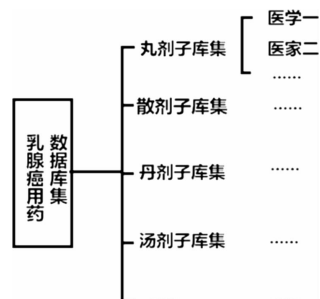 乳腺癌用药
数据库集
丸剂子库集
医学一
医家二
......
散剂子库集
......
丹剂子库集
......
汤剂子库集
......